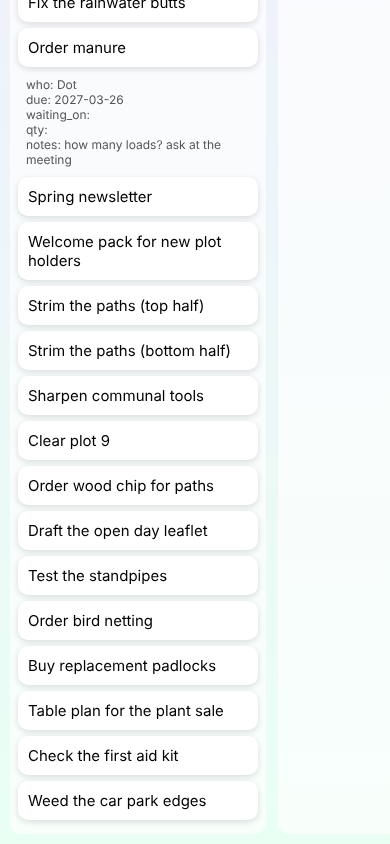 Fix the rainwater butts
Order manure
who: Dot
due: 2027-03-26
waiting_on:
qty:
notes: how many loads? ask at the
meeting
Spring newsletter
Welcome pack for new plot
holders
Strim the paths (top half)
Strim the paths (bottom half)
Sharpen communal tools
Clear plot 9
Order wood chip for paths
Draft the open day leaflet
Test the standpipes
Order bird netting
Buy replacement padlocks
Table plan for the plant sale
Check the first aid kit
Weed the car park edges